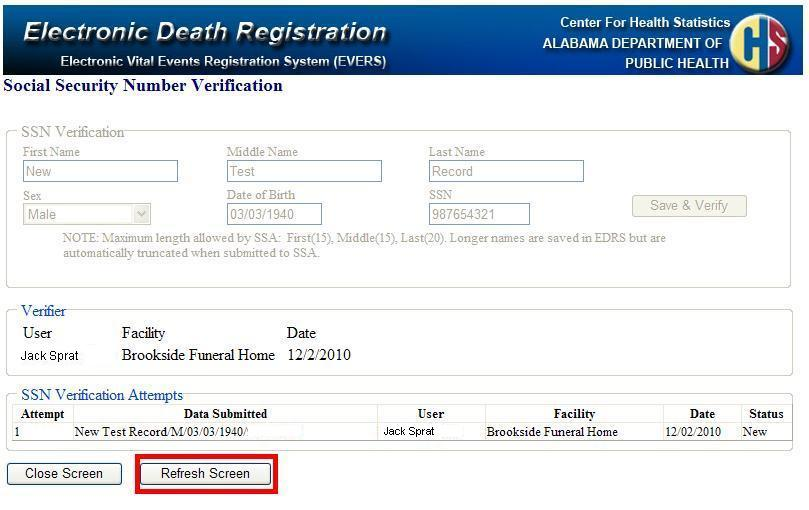 Electronic Death Registration
Electronic Vital Events Registration System (EVERS)
Center For Health Statistics
ALABAMA DEPARTMENT OF
PUBLIC HEALTH
CHS
Social Security Number Verification
SSN Verification
First Name Middle Name Last Name
New Test Record
Sex Date of Birth SSN
Male 03/03/1940 987654321 Save & Verify
NOTE: Maximum length allowed by SSA: First(15), Middle(15), Last(20). Longer names are saved in EDRS but are
automatically truncated when submitted to SSA.
Verifier
User Facility Date
Jack Sprat Brookside Funeral Home 12/2/2010
SSN Verification Attempts
Attempt Data Submitted User Facility Date Status
1 New Test Record/M/03/03/1940/ Jack Sprat Brookside Funeral Home 12/02/2010 New
Close Screen Refresh Screen